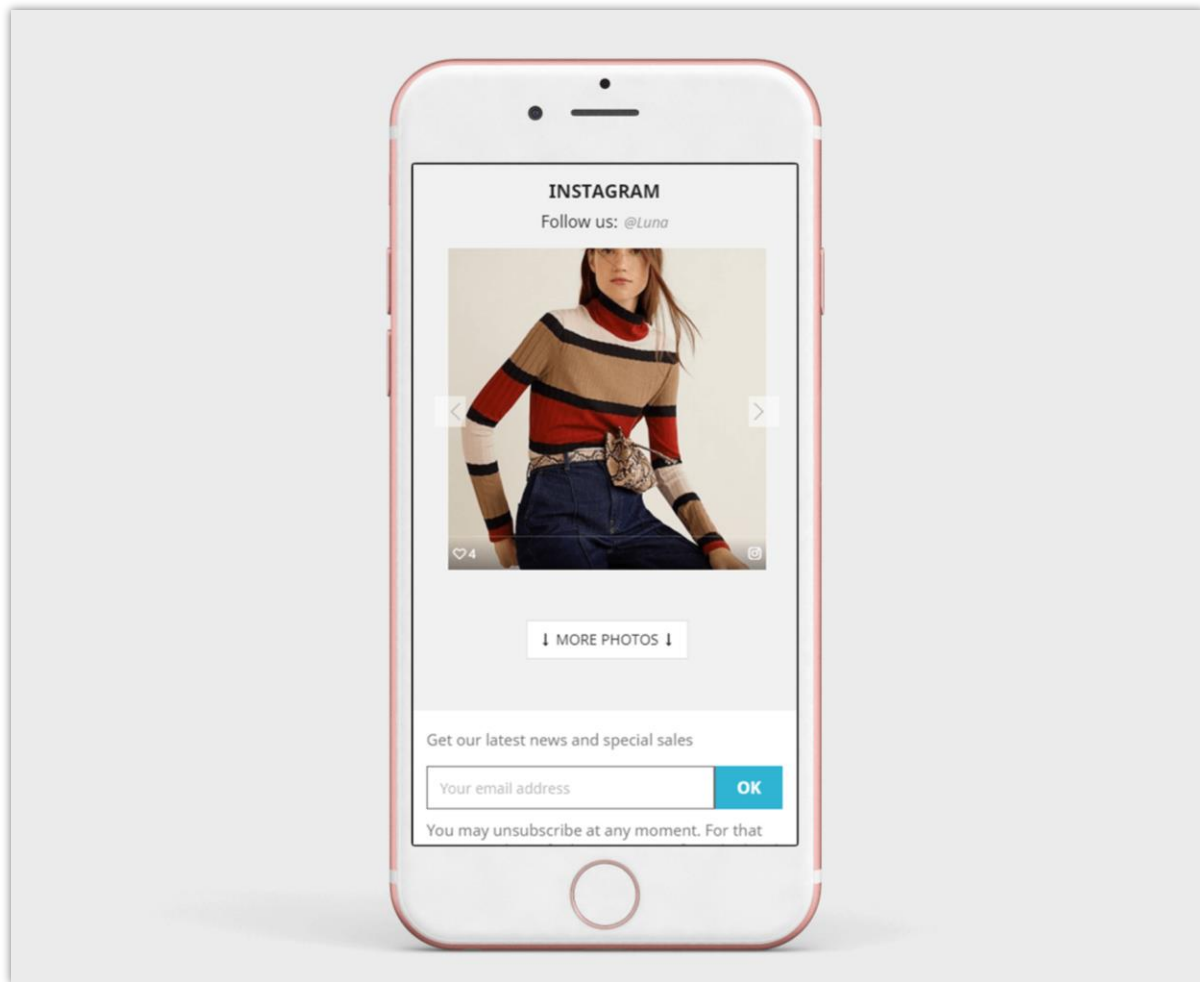 INSTAGRAM
Follow us: @Luna
4
↓ MORE PHOTOS ↓
Get our latest news and special sales
Your email address
OK
You may unsubscribe at any moment. For that